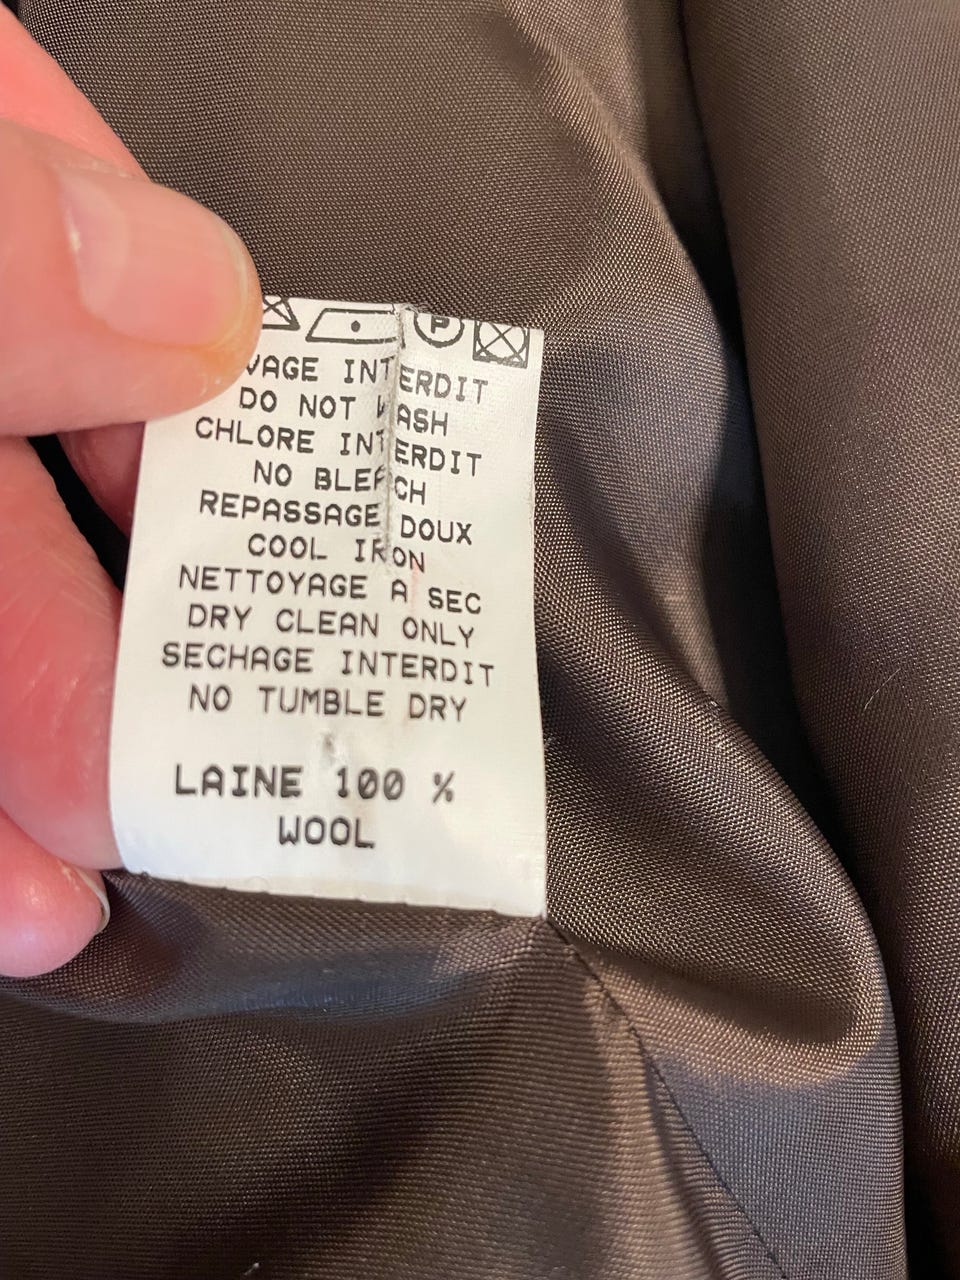 P
VAGE INTERDIT
DO NOT WASH
CHLORE INTERDIT
NO BLEACH
REPASSAGE DOUX
COOL IRON
NETTOYAGE A SEC
DRY CLEAN ONLY
SECHAGE INTERDIT
NO TUMBLE DRY
LAINE 100 %
WOOL